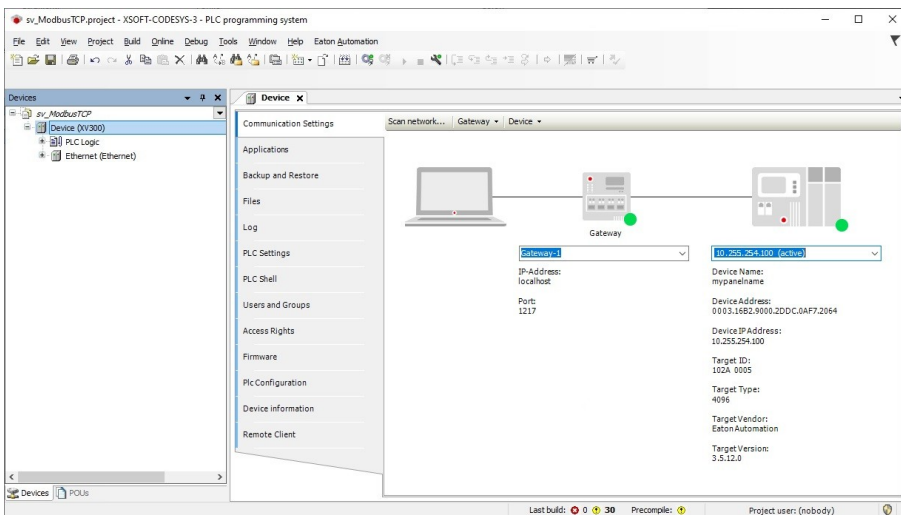 sv_ModbusTCP.project - XSOFT-CODESYS-3 - PLC programming system
File Edit View Project Build Online Debug Tools Window Help Eaton Automation
Devices
sv_ModbusTCP
Device (XV300)
PLC Logic
Ethernet (Ethernet)
Devices POUs
Device
Communication Settings
Applications
Backup and Restore
Files
Log
PLC Settings
PLC Shell
Users and Groups
Access Rights
Firmware
Plc Configuration
Device information
Remote Client
Scan network... Gateway Device
Gateway
Gateway-1
IP-Address:
localhost
Port:
1217
10.255.254.100 (active)
Device Name:
mypanelname
Device Address:
0003.16B2.9000.2DDC.0AF7.2064
Device IP Address:
10.255.254.100
Target ID:
102A 0005
Target Type:
4096
Target Vendor:
Eaton Automation
Target Version:
3.5.12.0
Last build: 0 30 Precompile: Project user: (nobody)